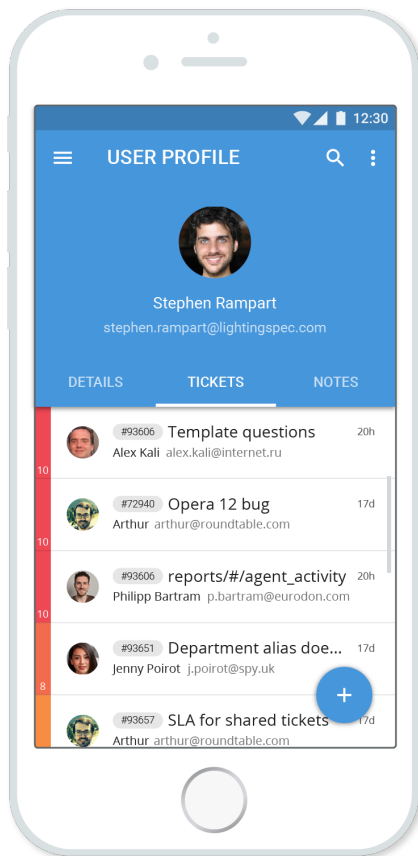 12:30
USER PROFILE
Stephen Rampart
stephen.rampart@lightingspec.com
DETAILS TICKETS NOTES
#93606 Template questions 20h
Alex Kali alex.kali@internet.ru
10
#72940 Opera 12 bug 17d
Arthur arthur@roundtable.com
10
#93606 reports/#/agent_activity 20h
Philipp Bartram p.bartram@eurodon.com
10
#93651 Department alias doe... 17d
Jenny Poirot j.poirot@spy.uk
8
+
#93657 SLA for shared tickets 17d
Arthur arthur@roundtable.com